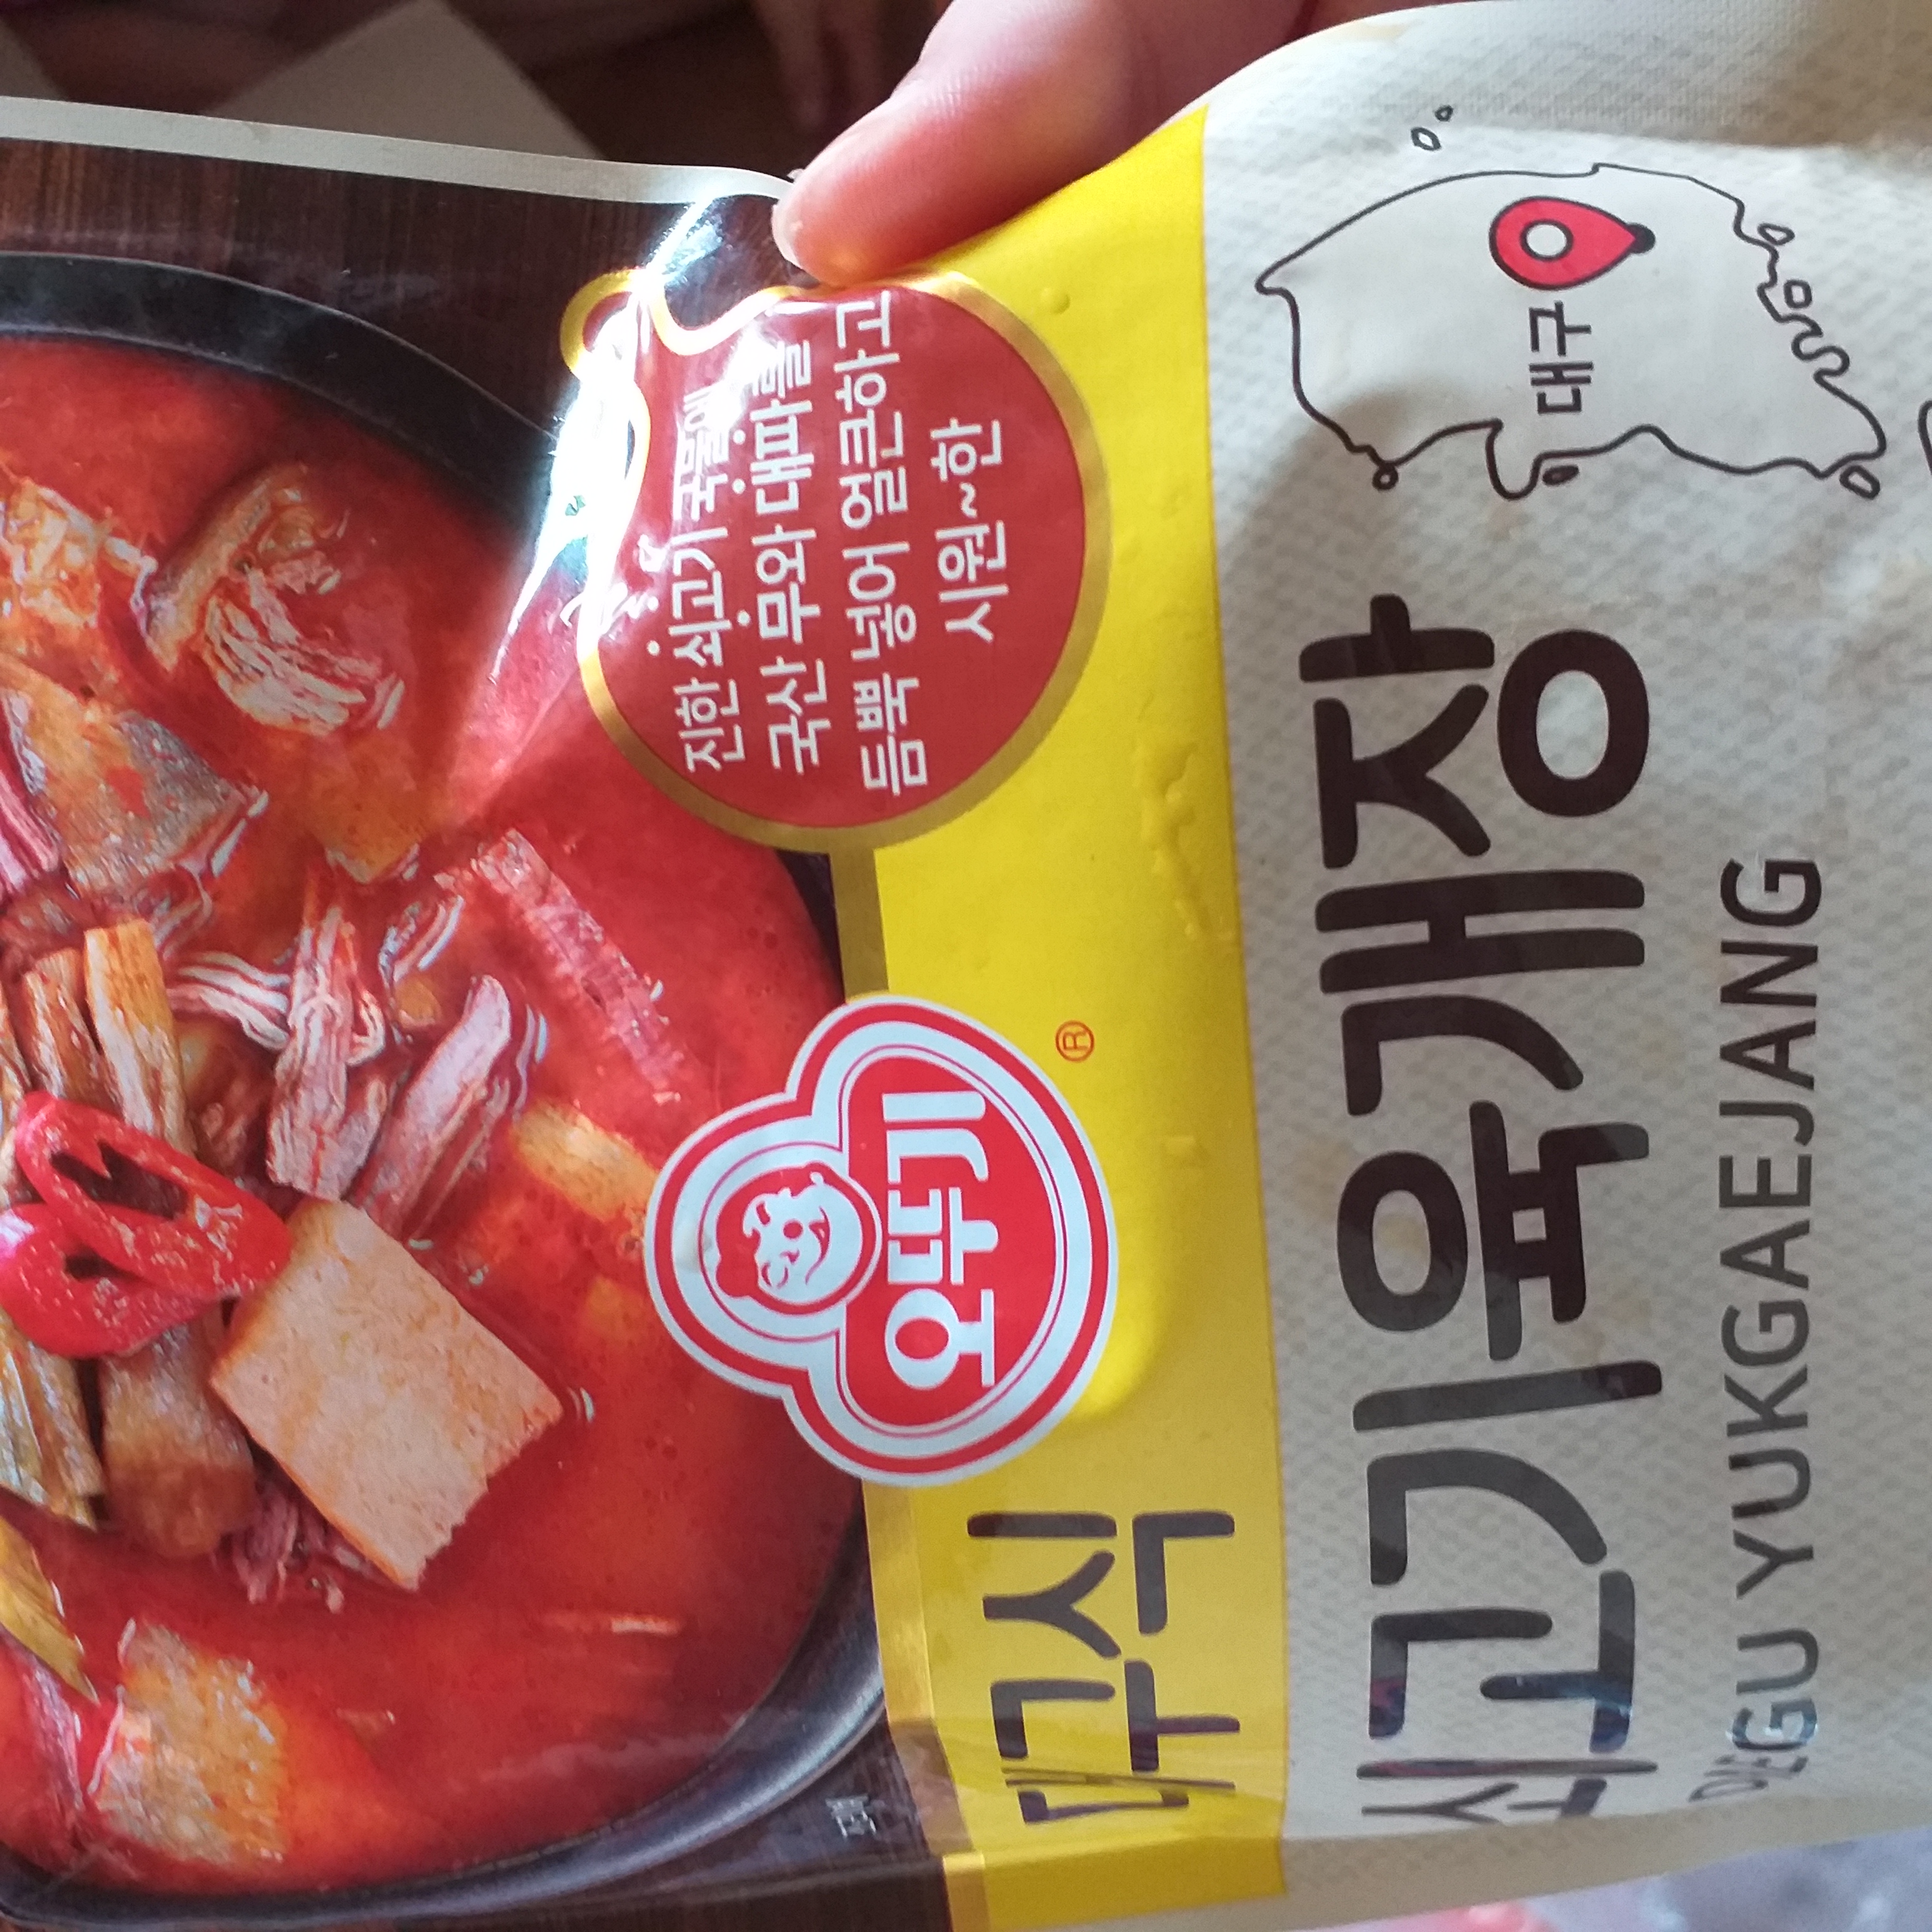 대구
쇠고기육개장
DEGU YUKGAEJANG
대구식
오뚜기
®
진한 쇠고기 국물에
국산 무와 대파를
듬뿍 넣어 얼큰하고
시원~한